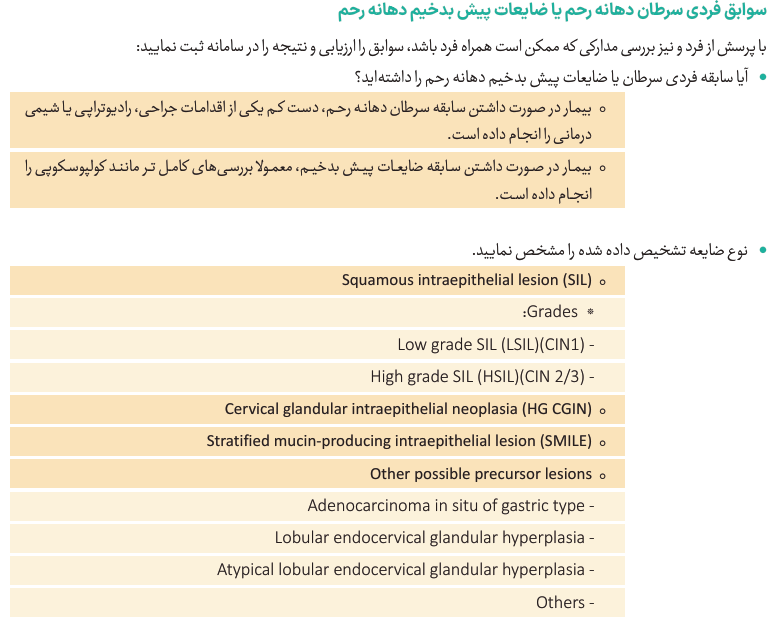 سوابق فردی سرطان دهانه رحم یا ضایعات پیش بدخیم دهانه رحم
با پرسش از فرد و نیز بررسی مدارکی که ممکن است همراه فرد باشد، سوابق را ارزیابی و نتیجه را در سامانه ثبت نمایید:
• آیا سابقه فردی سرطان یا ضایعات پیش بدخیم دهانه رحم را داشته‌اید؟
○ بیمار در صورت داشتن سابقه سرطان دهانه رحم، دست کم یکی از اقدامات جراحی، رادیوتراپی یا شیمی
درمانی را انجام داده است.
○ بیمار در صورت داشتن سابقه ضایعات پیش بدخیم، معمولا بررسی‌های کامل تر مانند کولپوسکوپی را
انجام داده است.
• نوع ضایعه تشخیص داده شده را مشخص نمایید.
○ Squamous intraepithelial lesion (SIL)
* Grades:
- Low grade SIL (LSIL)(CIN1)
- High grade SIL (HSIL)(CIN 2/3)
○ Cervical glandular intraepithelial neoplasia (HG CGIN)
○ Stratified mucin-producing intraepithelial lesion (SMILE)
○ Other possible precursor lesions
- Adenocarcinoma in situ of gastric type
- Lobular endocervical glandular hyperplasia
- Atypical lobular endocervical glandular hyperplasia
- Others